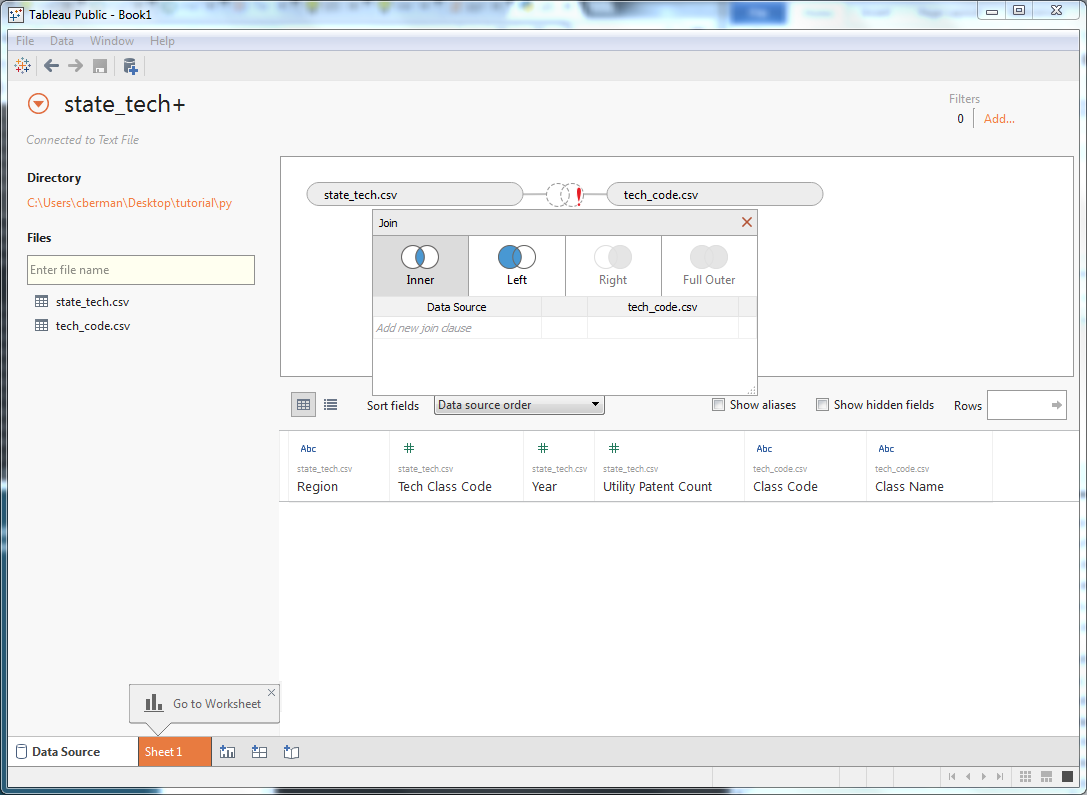 Tableau Public - Book1
File Data Window Help
state_tech+
Filters
0 Add...
Connected to Text File
Directory
C:\Users\cberman\Desktop\tutorial\py
Files
Enter file name
state_tech.csv
tech_code.csv
state_tech.csv tech_code.csv
Join
Inner Left Right Full Outer
Data Source tech_code.csv
Add new join clause
Sort fields Data source order Show aliases Show hidden fields Rows
Abc # # # Abc Abc
state_tech.csv state_tech.csv state_tech.csv state_tech.csv tech_code.csv tech_code.csv
Region Tech Class Code Year Utility Patent Count Class Code Class Name
Go to Worksheet
Data Source Sheet 1